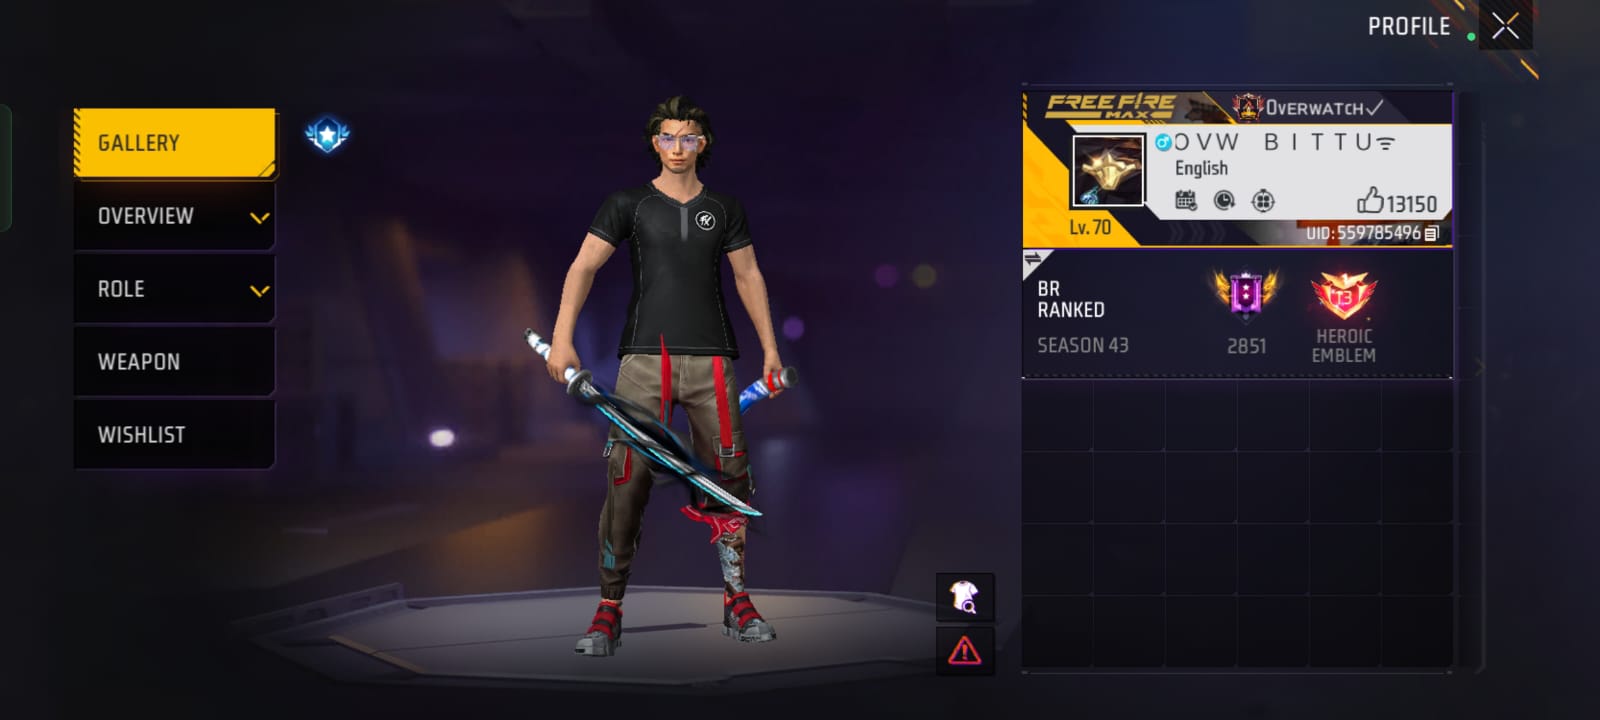 PROFILE
GALLERY
OVERVIEW
ROLE
WEAPON
WISHLIST
FREE FIRE
MAX
OVERWATCH✓
OVW BITTU
English
13150
Lv. 70
UID:559785496
BR
RANKED
SEASON 43
2851
13
HEROIC
EMBLEM